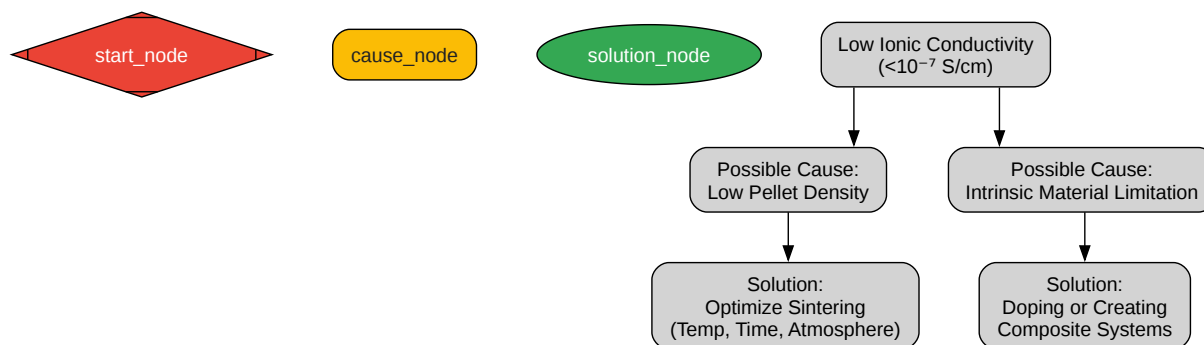 start_node
cause_node
solution_node
Low Ionic Conductivity
(<10⁻⁷ S/cm)
Possible Cause:
Low Pellet Density
Possible Cause:
Intrinsic Material Limitation
Solution:
Optimize Sintering
(Temp, Time, Atmosphere)
Solution:
Doping or Creating
Composite Systems